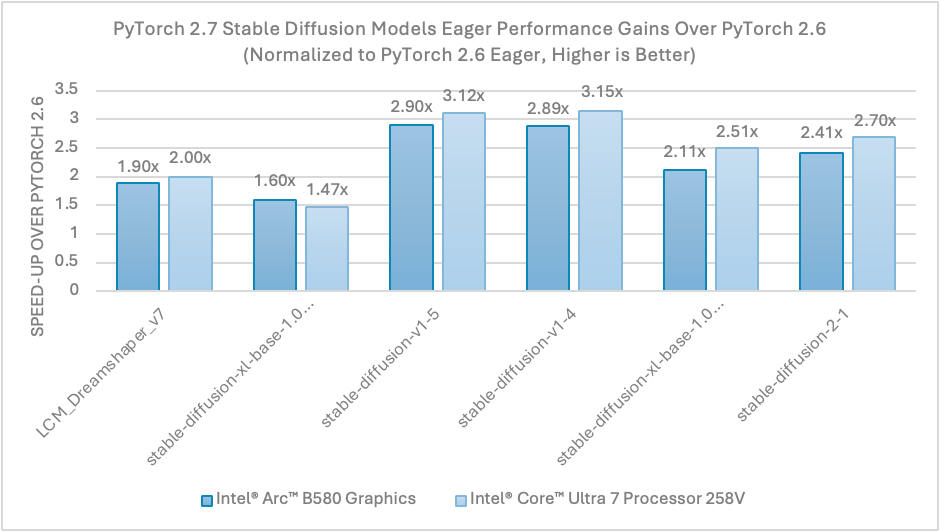 PyTorch 2.7 Stable Diffusion Models Eager Performance Gains Over PyTorch 2.6
(Normalized to PyTorch 2.6 Eager, Higher is Better)
SPEED-UP OVER PYTORCH 2.6
3.5
3
2.5
2
1.5
1
0.5
0
1.90x
2.00x
1.60x
1.47x
2.90x
3.12x
2.89x
3.15x
2.11x
2.51x
2.41x
2.70x
LCM_Dreamshaper_v7
stable-diffusion-xl-base-1.0...
stable-diffusion-v1-5
stable-diffusion-v1-4
stable-diffusion-xl-base-1.0...
stable-diffusion-2-1
Intel® Arc™ B580 Graphics
Intel® Core™ Ultra 7 Processor 258V